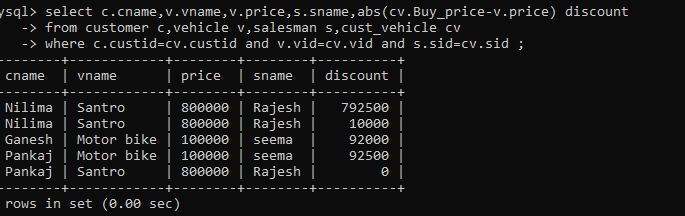 ysql> select c.cname,v.vname,v.price,s.sname,abs(cv.Buy_price-v.price) discount
-> from customer c,vehicle v,salesman s,cust_vehicle cv
-> where c.custid=cv.custid and v.vid=cv.vid and s.sid=cv.sid ;
--------+------------+--------+--------+----------+
cname | vname | price | sname | discount |
--------+------------+--------+--------+----------+
Nilima | Santro | 800000 | Rajesh | 792500 |
Nilima | Santro | 800000 | Rajesh | 10000 |
Ganesh | Motor bike | 100000 | seema | 92000 |
Pankaj | Motor bike | 100000 | seema | 92500 |
Pankaj | Santro | 800000 | Rajesh | 0 |
--------+------------+--------+--------+----------+
rows in set (0.00 sec)